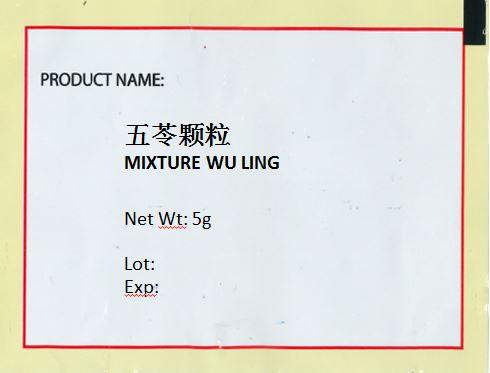 PRODUCT NAME:
五苓颗粒
MIXTURE WU LING
Net Wt: 5g
Lot:
Exp: